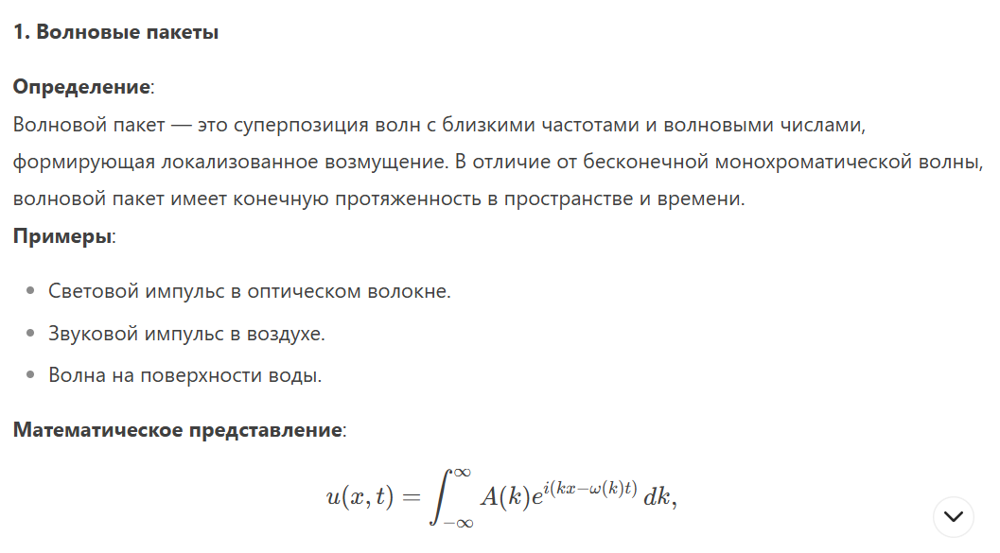 1. Волновые пакеты
Определение:
Волновой пакет — это суперпозиция волн с близкими частотами и волновыми числами,
формирующая локализованное возмущение. В отличие от бесконечной монохроматической волны,
волновой пакет имеет конечную протяженность в пространстве и времени.
Примеры:
• Световой импульс в оптическом волокне.
• Звуковой импульс в воздухе.
• Волна на поверхности воды.
Математическое представление:
$$u(x,t) = \int_{-\infty}^{\infty} A(k)e^{i(kx-\omega(k)t)}\,dk,$$